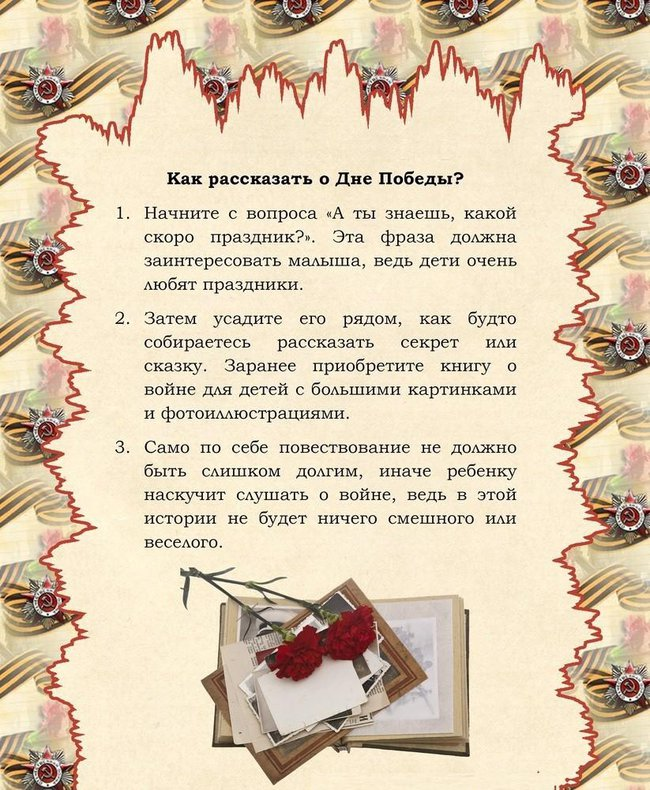 Как рассказать о Дне Победы?
1. Начните с вопроса «А ты знаешь, какой
скоро праздник?». Эта фраза должна
заинтересовать малыша, ведь дети очень
любят праздники.
2. Затем усадите его рядом, как будто
собираетесь рассказать секрет или
сказку. Заранее приобретите книгу о
войне для детей с большими картинками
и фотоиллюстрациями.
3. Само по себе повествование не должно
быть слишком долгим, иначе ребенку
наскучит слушать о войне, ведь в этой
истории не будет ничего смешного или
веселого.